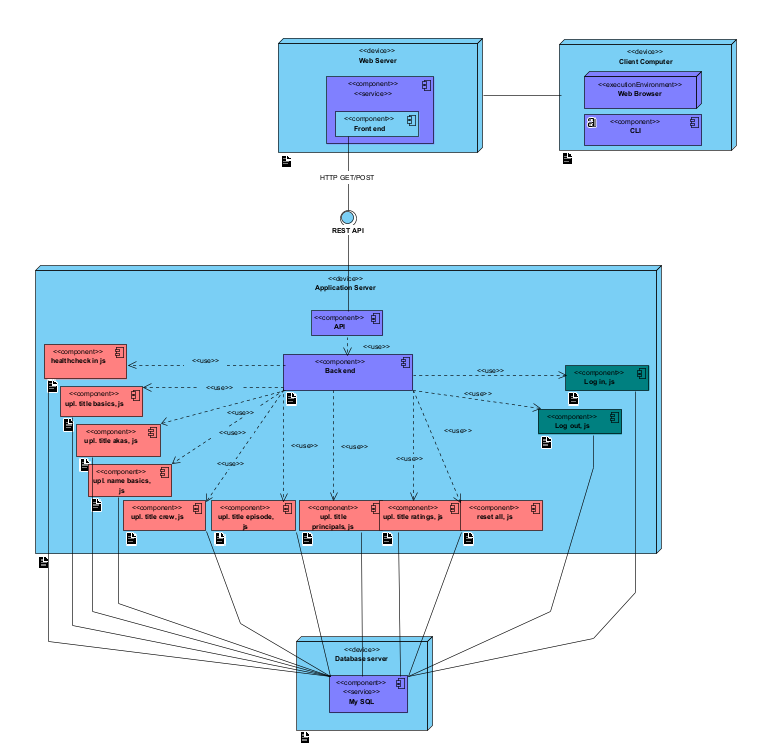 <<device>>
Web Server
<<component>>
<<service>>
<<component>>
Front end
<<device>>
Client Computer
<<executionEnvironment>>
Web Browser
a
<<component>>
CLI
HTTP GET/POST
REST API
<<device>>
Application Server
<<component>>
API
<<use>>
<<component>>
Back end
<<component>>
healthcheck in js
<<use>>
<<component>>
upl. title basics, js
<<use>>
<<component>>
upl. title akas, js
<<use>>
<<component>>
upl. name basics,
js
<<use>>
<<component>>
upl. title crew, js
<<use>>
<<component>>
upl. title episode,
js
<<use>>
<<component>>
upl. title
principals, js
<<use>>
<<component>>
upl. title ratings, js
<<use>>
<<component>>
reset all, js
<<use>>
<<use>>
<<component>>
Log in, js
<<use>>
<<component>>
Log out, js
<<device>>
Database server
<<component>>
<<service>>
My SQL